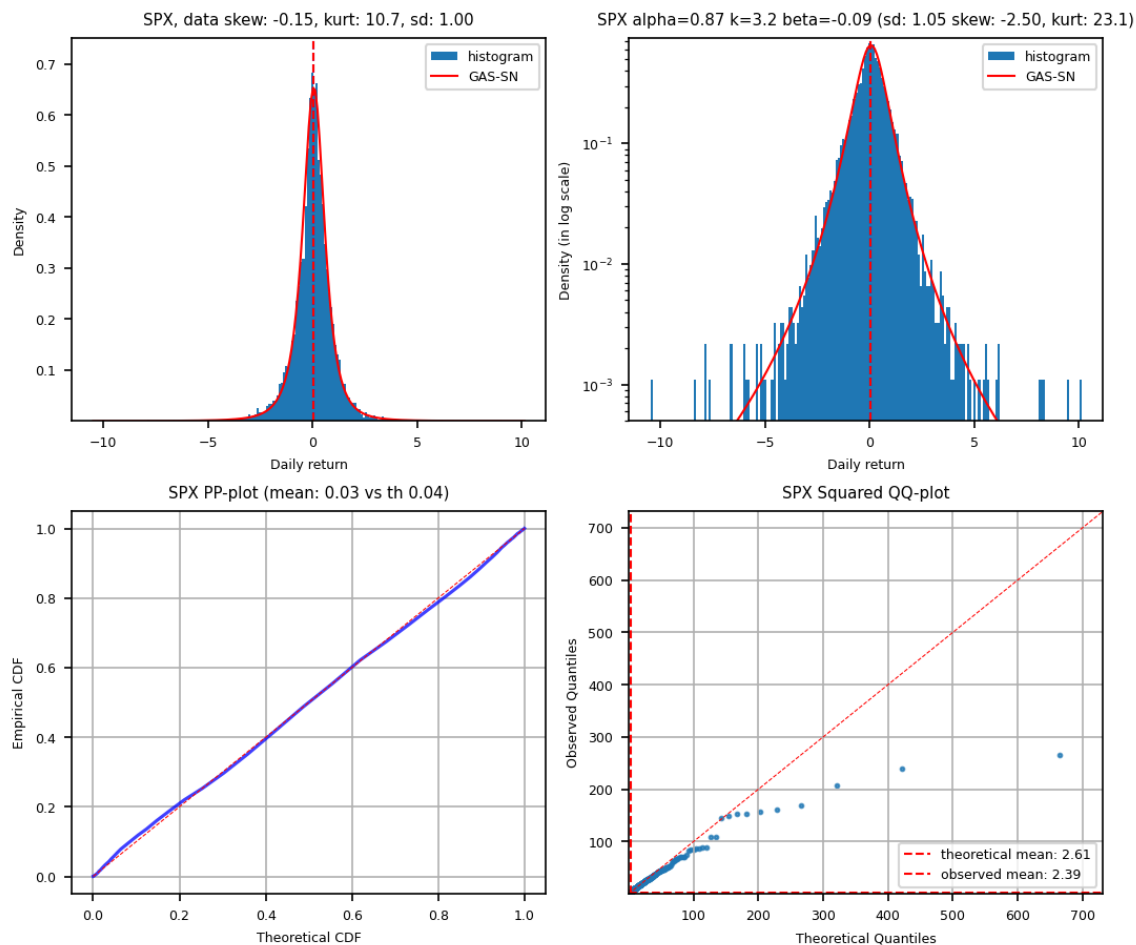 SPX, data skew: -0.15, kurt: 10.7, sd: 1.00
0.7
0.6
0.5
0.4
0.3
0.2
0.1
Density
histogram
GAS-SN
−10
−5
0
5
10
Daily return
SPX alpha=0.87 k=3.2 beta=-0.09 (sd: 1.05 skew: -2.50, kurt: 23.1)
10⁻¹
10⁻²
10⁻³
Density (in log scale)
histogram
GAS-SN
−10
−5
0
5
10
Daily return
SPX PP-plot (mean: 0.03 vs th 0.04)
1.0
0.8
0.6
0.4
0.2
0.0
Empirical CDF
0.0
0.2
0.4
0.6
0.8
1.0
Theoretical CDF
SPX Squared QQ-plot
700
600
500
400
300
200
100
Observed Quantiles
theoretical mean: 2.61
observed mean: 2.39
100
200
300
400
500
600
700
Theoretical Quantiles